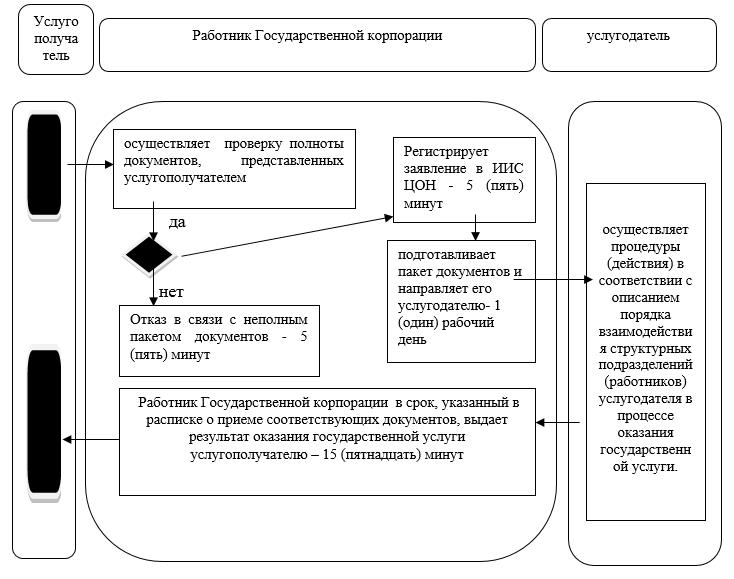 Услуго
получа
тель
Работник Государственной корпорации
услугодатель
осуществляет проверку полноты
документов, представленных
услугополучателем
да
нет
Отказ в связи с неполным
пакетом документов - 5
(пять) минут
Регистрирует
заявление в ИИС
ЦОН - 5 (пять)
минут
подготавливает
пакет документов и
направляет его
услугодателю- 1
(один) рабочий
день
осуществляет
процедуры
(действия) в
соответствии с
описанием
порядка
взаимодействи
я структурных
подразделений
(работников)
услугодателя в
процессе
оказания
государственн
ой услуги.
Работник Государственной корпорации в срок, указанный в
расписке о приеме соответствующих документов, выдает
результат оказания государственной услуги
услугополучателю – 15 (пятнадцать) минут